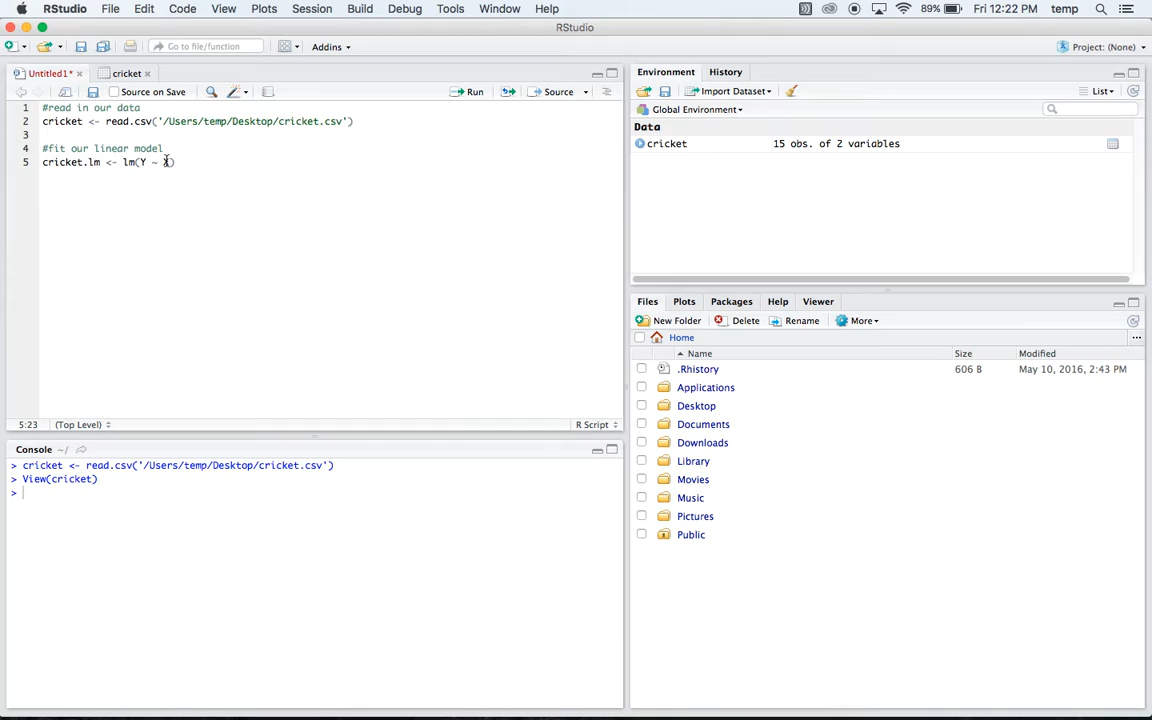 RStudio File Edit Code View Plots Session Build Debug Tools Window Help 89% Fri 12:22 PM temp
RStudio
Go to file/function Addins Project: (None)
Untitled1* cricket
Source on Save Run Source
1 #read in our data
2 cricket <- read.csv('/Users/temp/Desktop/cricket.csv')
3
4 #fit our linear model
5 cricket.lm <- lm(Y ~ X)
5:23 (Top Level) R Script
Console ~/
> cricket <- read.csv('/Users/temp/Desktop/cricket.csv')
> View(cricket)
>
Environment History
Import Dataset List
Global Environment
Data
cricket 15 obs. of 2 variables
Files Plots Packages Help Viewer
New Folder Delete Rename More
Home
Name Size Modified
.Rhistory 606 B May 10, 2016, 2:43 PM
Applications
Desktop
Documents
Downloads
Library
Movies
Music
Pictures
Public